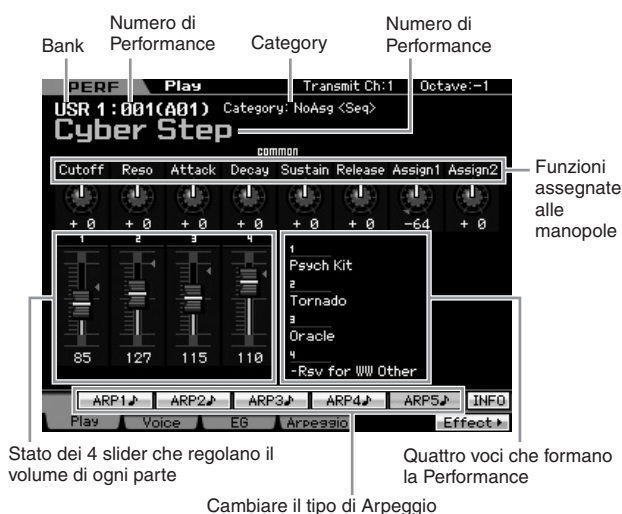 Bank
Numero di
Performance
Category
Numero di
Performance
PERF Play Transmit Ch:1 Octave:-1
USR 1:001(A01) Category: NoAsg <Seq>
Cyber Step
common
Cutoff Reso Attack Decay Sustain Release Assign1 Assign2
+ 0 + 0 + 0 + 0 + 0 + 0 -64 + 0
Funzioni
assegnate
alle
manopole
1 2 3 4
85 127 115 110
1
Psych Kit
2
Tornado
3
Oracle
4
-Rsv for WW Other
ARP1♪ ARP2♪ ARP3♪ ARP4♪ ARP5♪ INFO
Play Voice EG Arpeggio Effect
Stato dei 4 slider che regolano il
volume di ogni parte
Quattro voci che formano
la Performance
Cambiare il tipo di Arpeggio